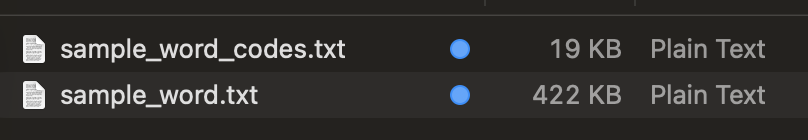 sample_word_codes.txt 19 KB Plain Text
sample_word.txt 422 KB Plain Text